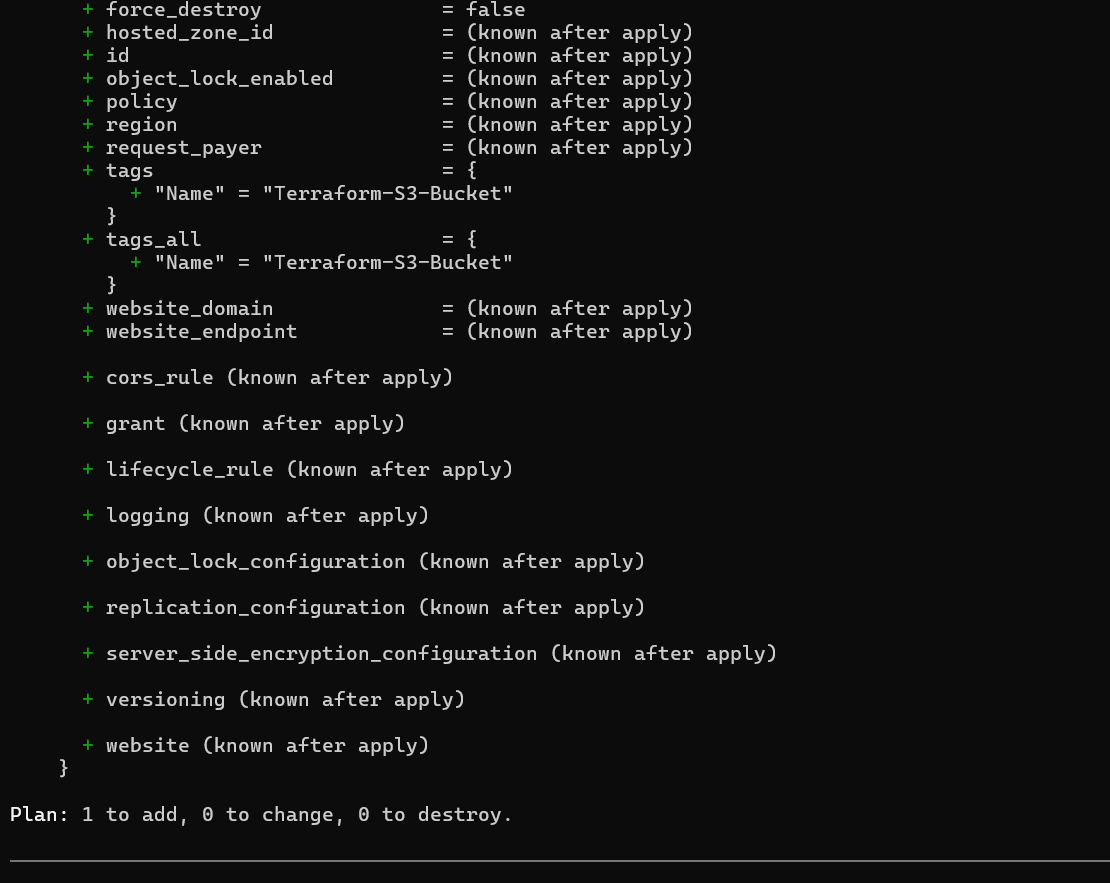 + force_destroy = false
+ hosted_zone_id = (known after apply)
+ id = (known after apply)
+ object_lock_enabled = (known after apply)
+ policy = (known after apply)
+ region = (known after apply)
+ request_payer = (known after apply)
+ tags = {
+ "Name" = "Terraform-S3-Bucket"
}
+ tags_all = {
+ "Name" = "Terraform-S3-Bucket"
}
+ website_domain = (known after apply)
+ website_endpoint = (known after apply)
+ cors_rule (known after apply)
+ grant (known after apply)
+ lifecycle_rule (known after apply)
+ logging (known after apply)
+ object_lock_configuration (known after apply)
+ replication_configuration (known after apply)
+ server_side_encryption_configuration (known after apply)
+ versioning (known after apply)
+ website (known after apply)
}
Plan: 1 to add, 0 to change, 0 to destroy.